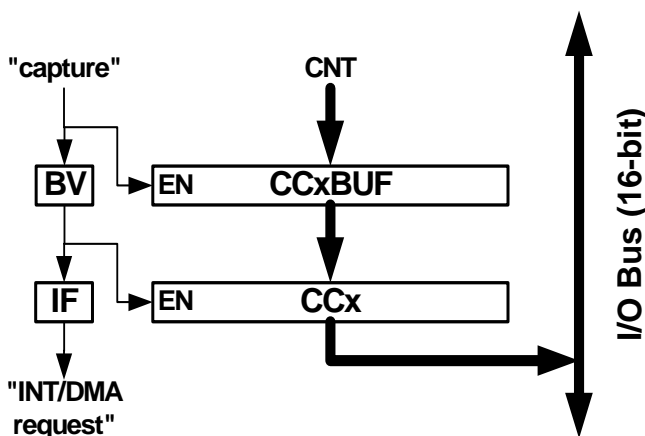 "capture"
CNT
BV
EN
CCxBUF
IF
EN
CCx
"INT/DMA
request"
I/O Bus (16-bit)